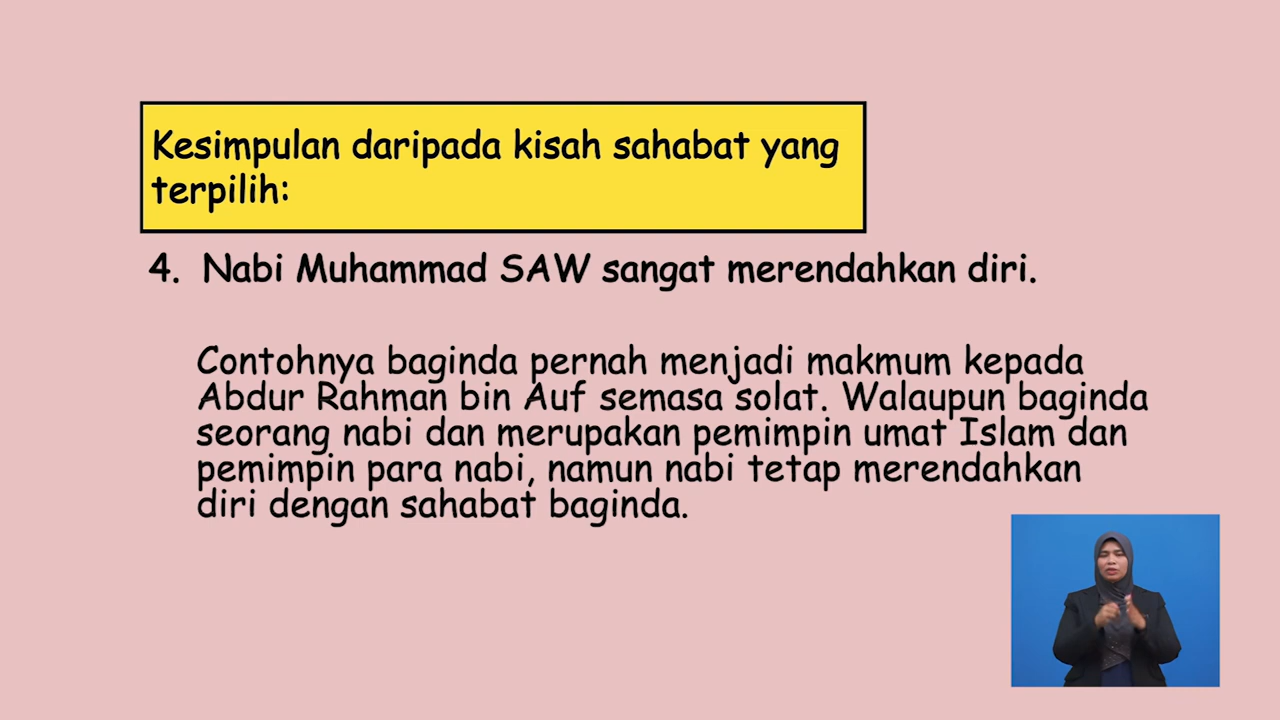 Kesimpulan daripada kisah sahabat yang
terpilih:
4. Nabi Muhammad SAW sangat merendahkan diri.
Contohnya baginda pernah menjadi makmum kepada
Abdur Rahman bin Auf semasa solat. Walaupun baginda
seorang nabi dan merupakan pemimpin umat Islam dan
pemimpin para nabi, namun nabi tetap merendahkan
diri dengan sahabat baginda.